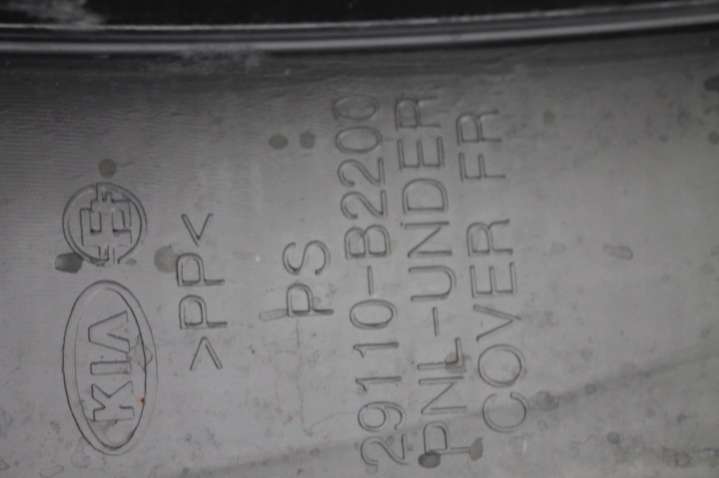 KIA
>PP<
PS
29110-B2200
PNL-UNDER
COVER FR